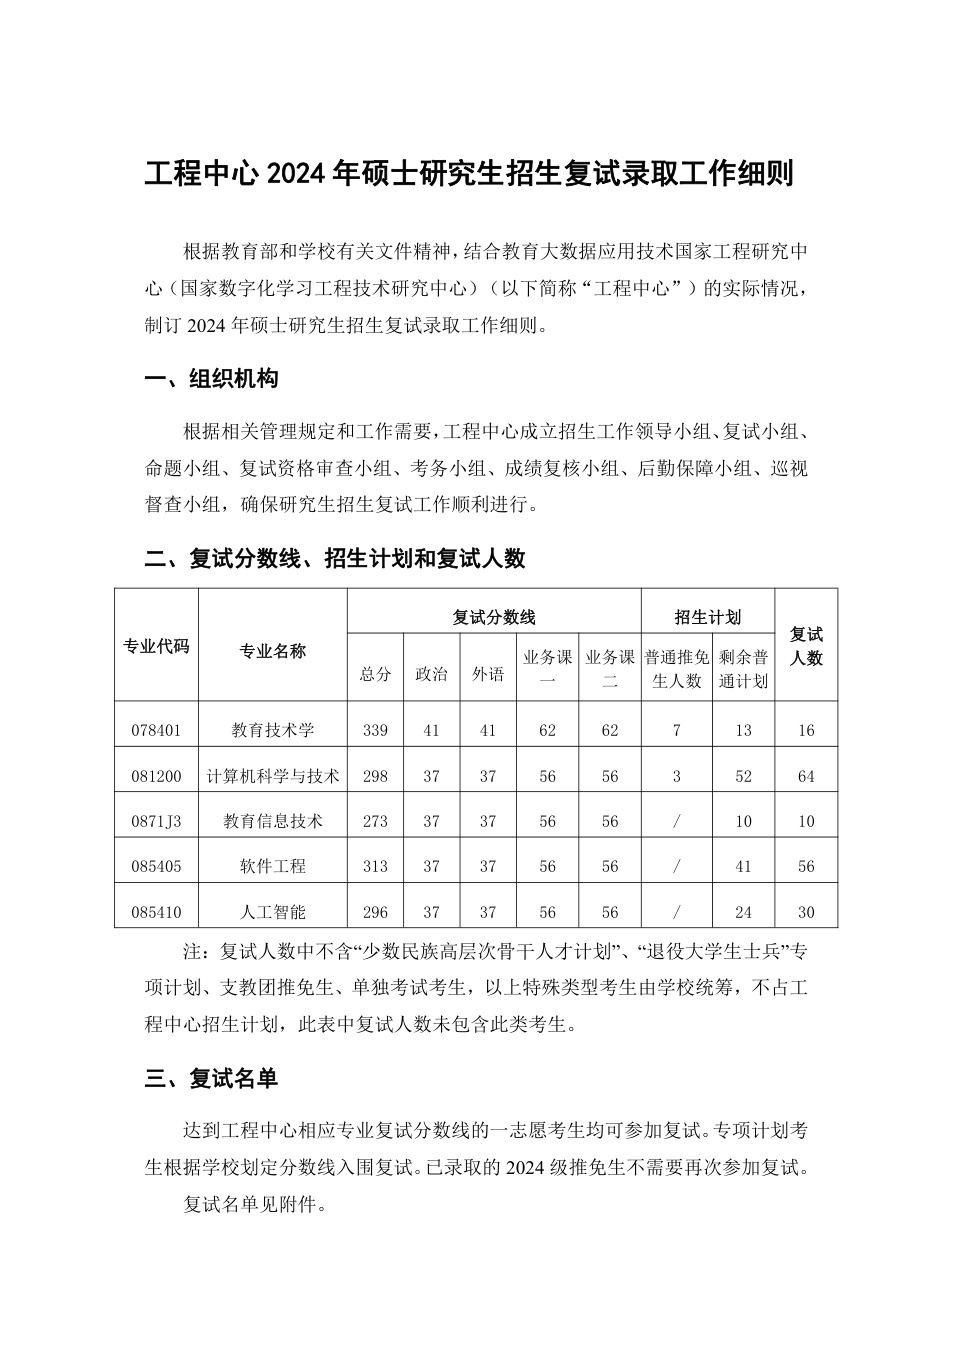 工程中心 2024 年硕士研究生招生复试录取工作细则
根据教育部和学校有关文件精神，结合教育大数据应用技术国家工程研究中
心（国家数字化学习工程技术研究中心）（以下简称“工程中心”）的实际情况，
制订 2024 年硕士研究生招生复试录取工作细则。
一、组织机构
根据相关管理规定和工作需要，工程中心成立招生工作领导小组、复试小组、
命题小组、复试资格审查小组、考务小组、成绩复核小组、后勤保障小组、巡视
督查小组，确保研究生招生复试工作顺利进行。
二、复试分数线、招生计划和复试人数
专业代码 专业名称 复试分数线 招生计划 复试人数
总分 政治 外语 业务课一 业务课二 普通推免生人数 剩余普通计划
078401 教育技术学 339 41 41 62 62 7 13 16
081200 计算机科学与技术 298 37 37 56 56 3 52 64
0871J3 教育信息技术 273 37 37 56 56 / 10 10
085405 软件工程 313 37 37 56 56 / 41 56
085410 人工智能 296 37 37 56 56 / 24 30
注：复试人数中不含“少数民族高层次骨干人才计划”、“退役大学生士兵”专
项计划、支教团推免生、单独考试考生，以上特殊类型考生由学校统筹，不占工
程中心招生计划，此表中复试人数未包含此类考生。
三、复试名单
达到工程中心相应专业复试分数线的一志愿考生均可参加复试。专项计划考
生根据学校划定分数线入围复试。已录取的 2024 级推免生不需要再次参加复试。
复试名单见附件。